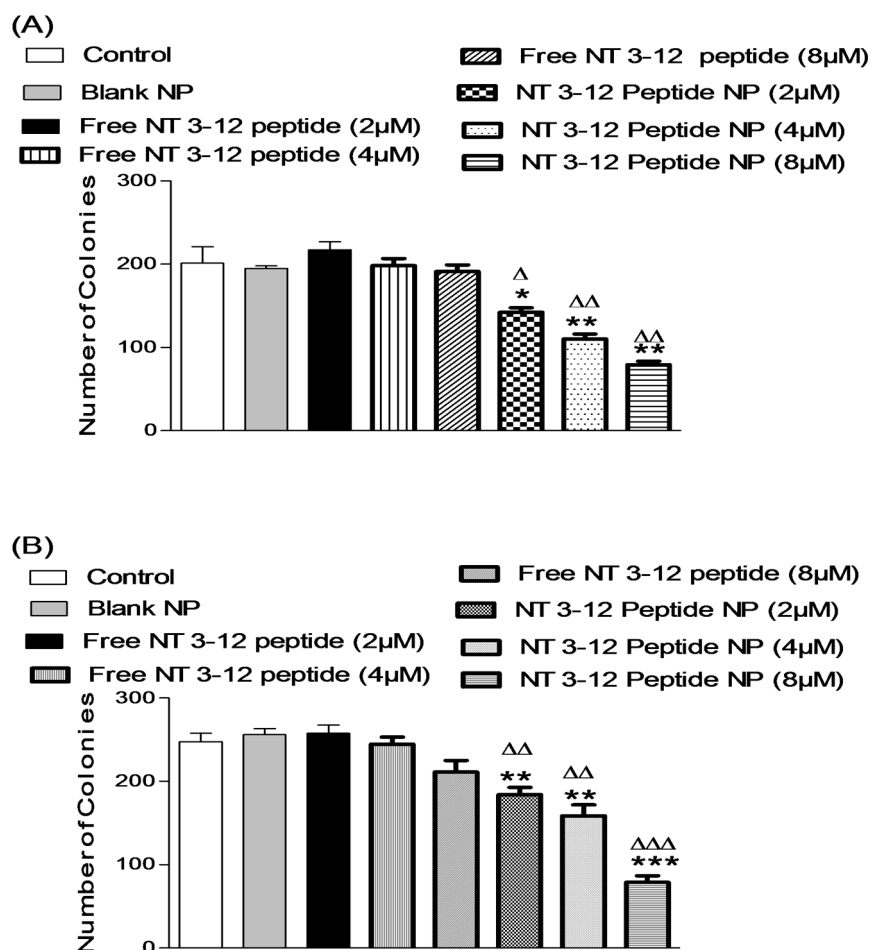 (A)
Control
Blank NP
Free NT 3-12 peptide (2µM)
Free NT 3-12 peptide (4µM)
Free NT 3-12 peptide (8µM)
NT 3-12 Peptide NP (2µM)
NT 3-12 Peptide NP (4µM)
NT 3-12 Peptide NP (8µM)
Number of Colonies
300
200
100
0
Δ
*
ΔΔ
**
ΔΔ
**
(B)
Control
Blank NP
Free NT 3-12 peptide (2µM)
Free NT 3-12 peptide (4µM)
Free NT 3-12 peptide (8µM)
NT 3-12 Peptide NP (2µM)
NT 3-12 Peptide NP (4µM)
NT 3-12 Peptide NP (8µM)
Number of Colonies
300
200
100
0
ΔΔ
**
ΔΔ
**
ΔΔΔ
***